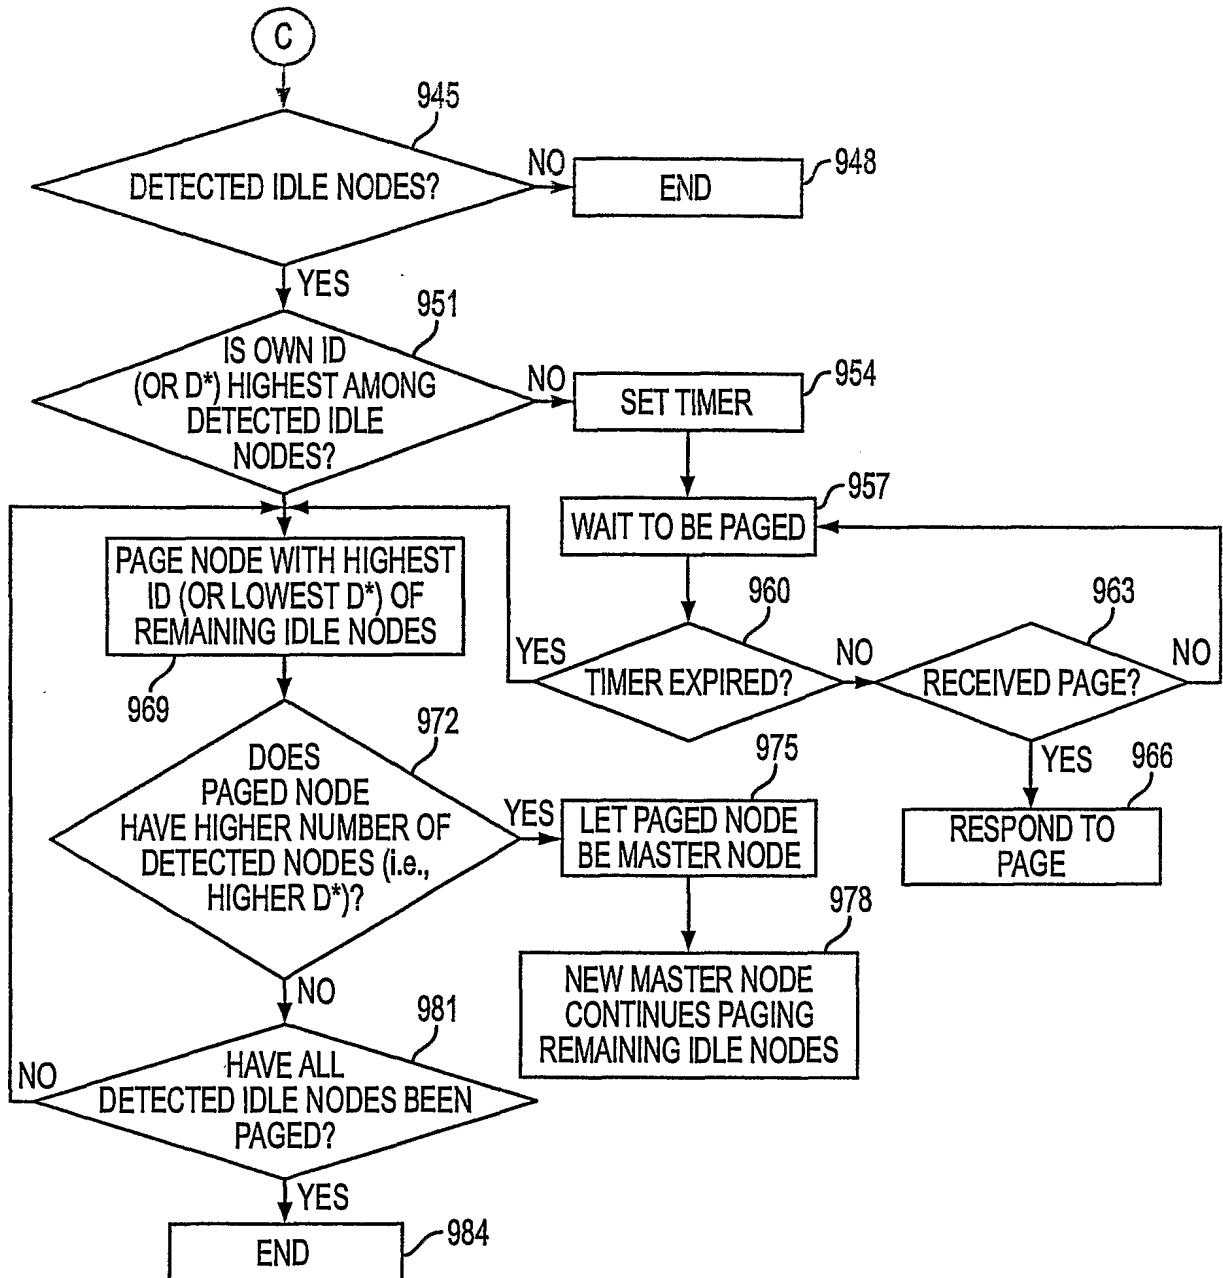 C
945
DETECTED IDLE NODES?
NO
END
948
YES
951
IS OWN ID
(OR D*) HIGHEST AMONG
DETECTED IDLE
NODES?
NO
SET TIMER
954
957
WAIT TO BE PAGED
PAGE NODE WITH HIGHEST
ID (OR LOWEST D*) OF
REMAINING IDLE NODES
969
960
TIMER EXPIRED?
YES
NO
963
RECEIVED PAGE?
NO
YES
966
RESPOND TO
PAGE
972
DOES
PAGED NODE
HAVE HIGHER NUMBER OF
DETECTED NODES (i.e.,
HIGHER D*)?
YES
975
LET PAGED NODE
BE MASTER NODE
978
NEW MASTER NODE
CONTINUES PAGING
REMAINING IDLE NODES
NO
981
HAVE ALL
DETECTED IDLE NODES BEEN
PAGED?
NO
YES
END
984